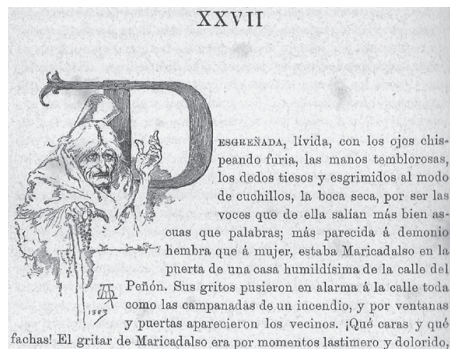 XXVII
DESGREÑADA, lívida, con los ojos chis-
peando furia, las manos temblorosas,
los dedos tiesos y esgrimidos al modo
de cuchillos, la boca seca, por ser las
voces que de ella salían más bien as-
cuas que palabras; más parecida á demonio
hembra que á mujer, estaba Maricadalso en la
puerta de una casa humildísima de la calle del
Peñón. Sus gritos pusieron en alarma á la calle toda
como las campanadas de un incendio, y por ventanas
y puertas aparecieron los vecinos. ¡Qué caras y qué
fachas! El gritar de Maricadalso era por momentos lastimero y dolorido,
1883